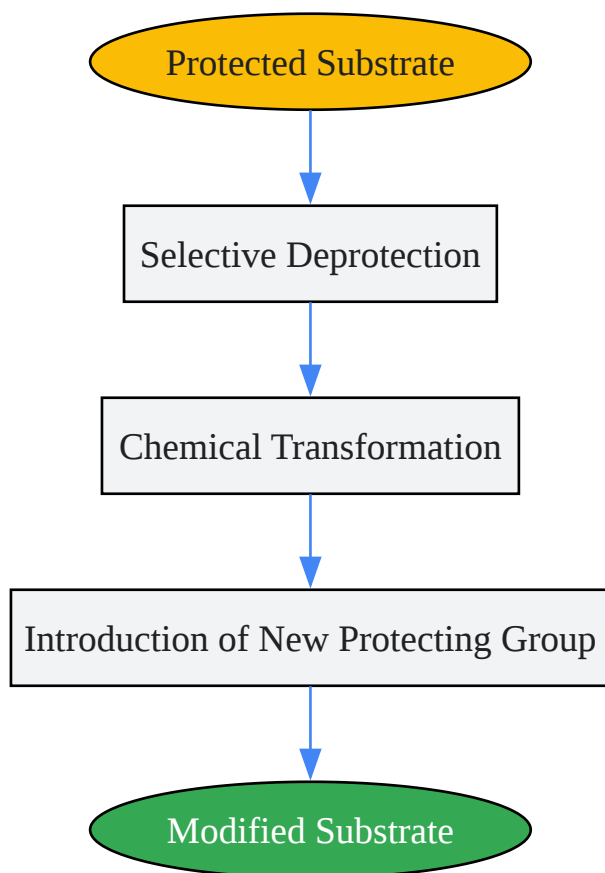 Protected Substrate
Selective Deprotection
Chemical Transformation
Introduction of New Protecting Group
Modified Substrate